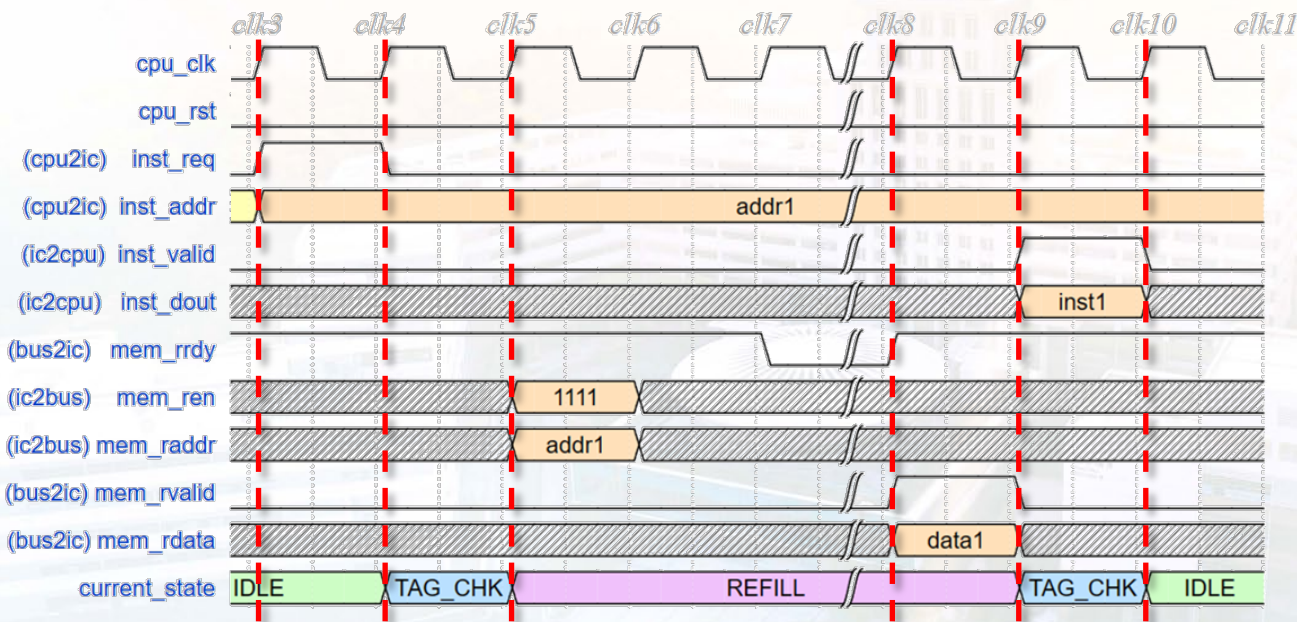 clk3 clk4 clk5 clk6 clk7 clk8 clk9 clk10 clk11
cpu_clk
cpu_rst
(cpu2ic) inst_req
(cpu2ic) inst_addr addr1
(ic2cpu) inst_valid
(ic2cpu) inst_dout inst1
(bus2ic) mem_rrdy
(ic2bus) mem_ren 1111
(ic2bus) mem_raddr addr1
(bus2ic) mem_rvalid
(bus2ic) mem_rdata data1
current_state IDLE TAG_CHK REFILL TAG_CHK IDLE